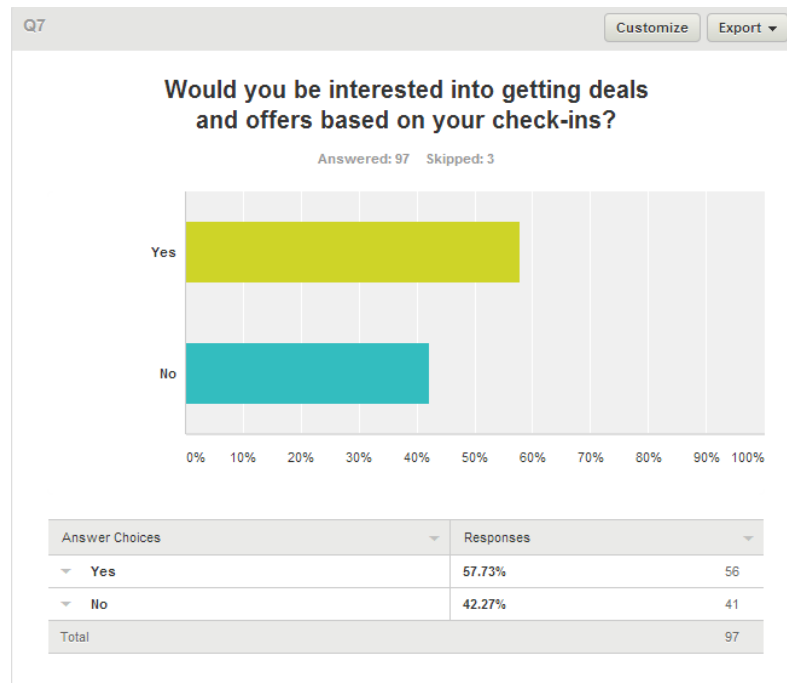 Q7
Customize
Export
Would you be interested into getting deals
and offers based on your check-ins?
Answered: 97 Skipped: 3
Yes
No
0% 10% 20% 30% 40% 50% 60% 70% 80% 90% 100%
Answer Choices Responses
Yes 57.73% 56
No 42.27% 41
Total 97